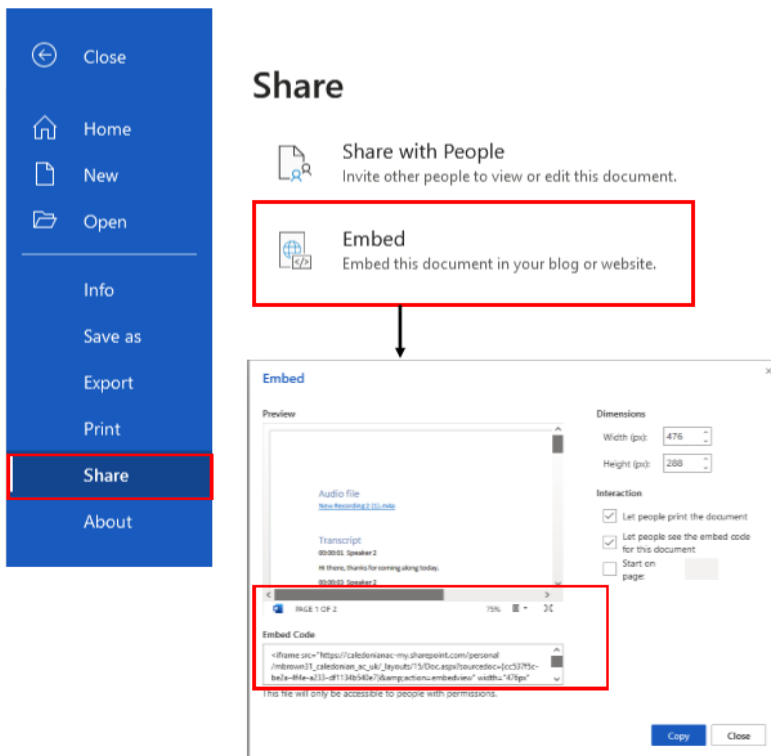 Close
Home
New
Open
Info
Save as
Export
Print
Share
About
Share
Share with People
Invite other people to view or edit this document.
Embed
Embed this document in your blog or website.
Embed
Preview
Audio file
New Recording 2 (1).m4a
Transcript
00:00:01 Speaker 2
Hi there, thanks for coming along today.
00:00:03 Speaker 2
PAGE 1 OF 2
75%
Embed Code
<iframe src="https://caledonianac-my.sharepoint.com/personal
/mbrown31_caledonian_ac_uk/_layouts/15/Doc.aspx?sourcedoc={cc537f5c-
be2a-4f4e-a233-df1134b540e7}&amp;action=embedview" width="476px"
This file will only be accessible to people with permissions.
Dimensions
Width (px): 476
Height (px): 288
Interaction
Let people print the document
Let people see the embed code
for this document
Start on
page:
Copy
Close